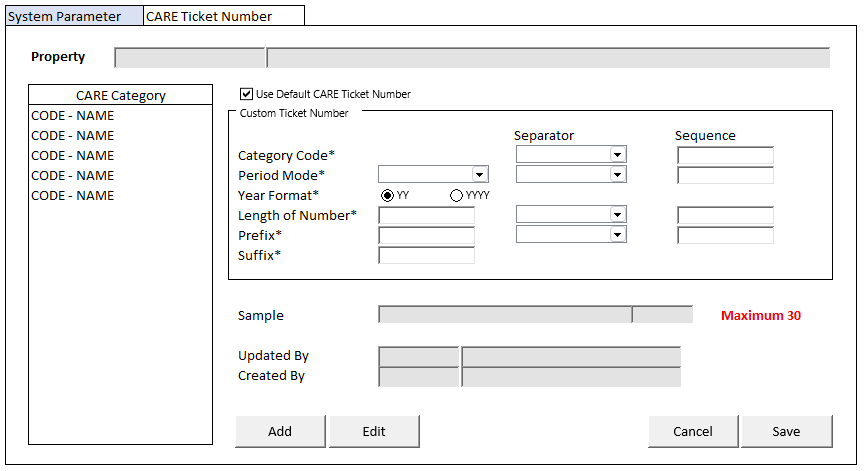 System Parameter
CARE Ticket Number
Property
CARE Category
CODE - NAME
CODE - NAME
CODE - NAME
CODE - NAME
CODE - NAME
Use Default CARE Ticket Number
Custom Ticket Number
Separator
Sequence
Category Code*
Period Mode*
Year Format*
YY
YYYY
Length of Number*
Prefix*
Suffix*
Sample
Maximum 30
Updated By
Created By
Add
Edit
Cancel
Save